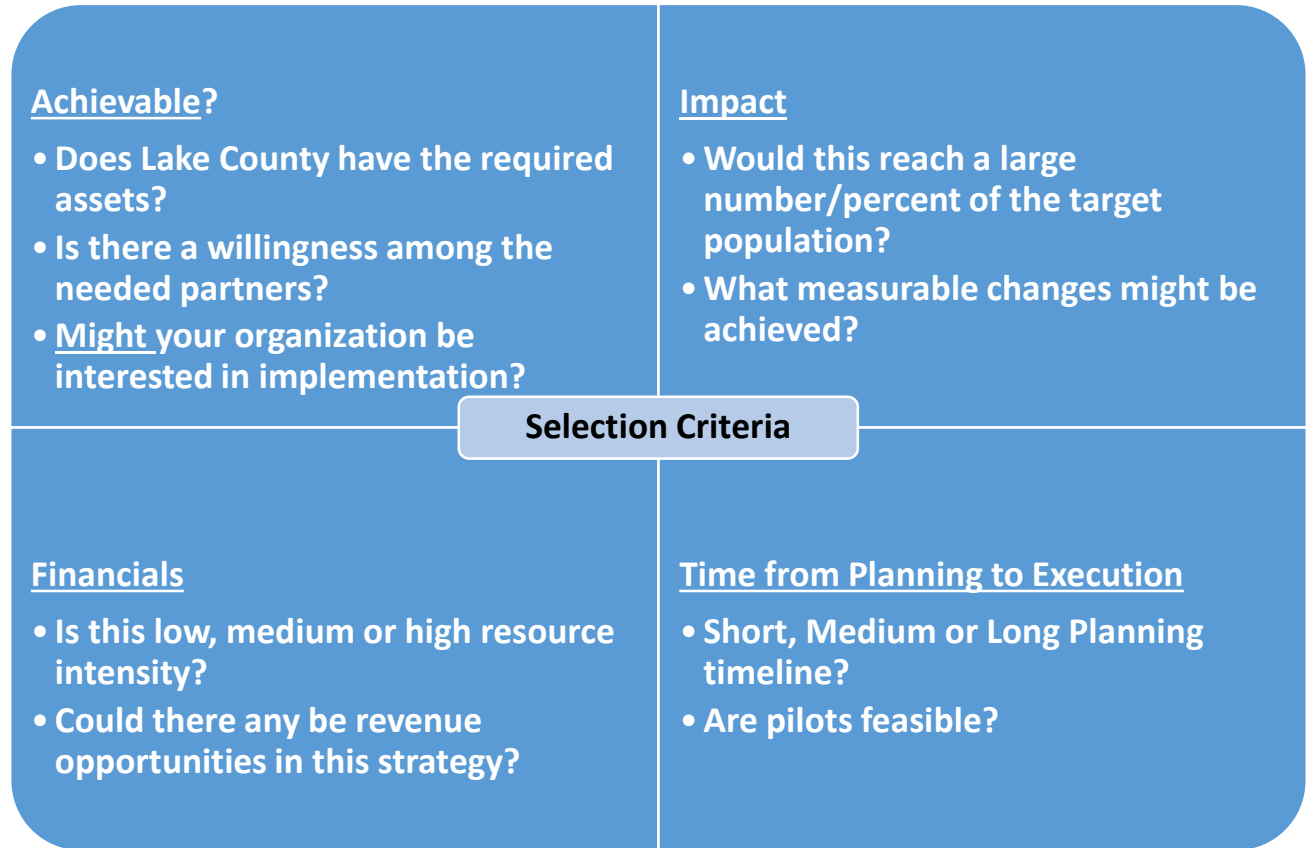 Achievable?
• Does Lake County have the required
assets?
• Is there a willingness among the
needed partners?
• Might your organization be
interested in implementation?
Impact
• Would this reach a large
number/percent of the target
population?
• What measurable changes might be
achieved?
Selection Criteria
Financials
• Is this low, medium or high resource
intensity?
• Could there any be revenue
opportunities in this strategy?
Time from Planning to Execution
• Short, Medium or Long Planning
timeline?
• Are pilots feasible?